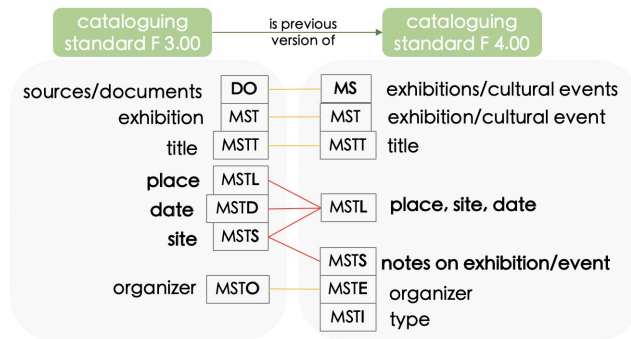 cataloguing
standard F 3.00
is previous
version of
cataloguing
standard F 4.00
sources/documents DO MS exhibitions/cultural events
exhibition MST MST exhibition/cultural event
title MSTT MSTT title
place MSTL
date MSTD MSTL place, site, date
site MSTS
MSTS notes on exhibition/event
organizer MSTO MSTE organizer
MSTI type